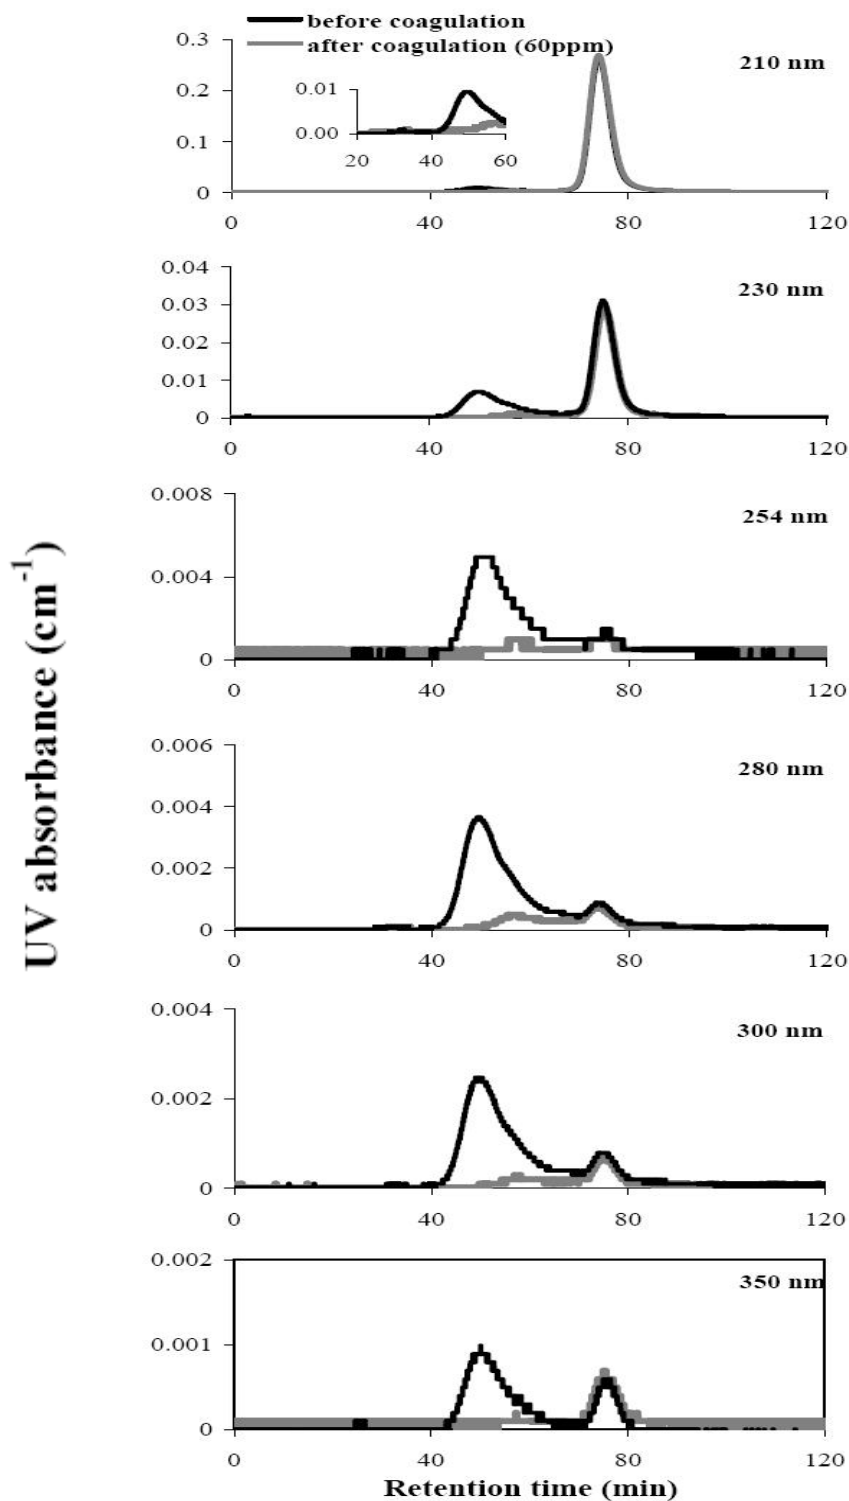 before coagulation
after coagulation (60ppm)
0.3
210 nm
0.2
0.01
0.1
0.00
20 40 60
0
0 40 80 120
0.04
230 nm
0.03
0.02
0.01
0
0 40 80 120
0.008
254 nm
0.004
0
0 40 80 120
UV absorbance (cm-1)
0.006
280 nm
0.004
0.002
0
0 40 80 120
0.004
300 nm
0.002
0
0 40 80 120
0.002
350 nm
0.001
0
0 40 80 120
Retention time (min)